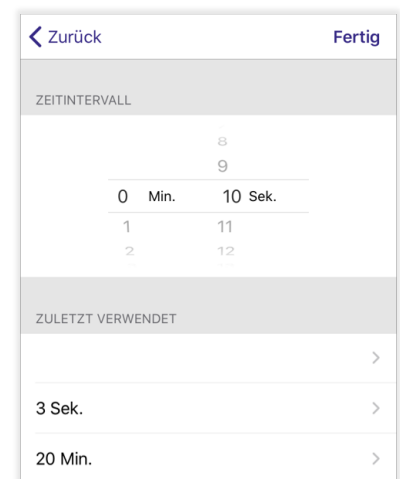 Zurück Fertig
ZEITINTERVALL
8
9
0 Min. 10 Sek.
1 11
2 12
ZULETZT VERWENDET
3 Sek.
20 Min.